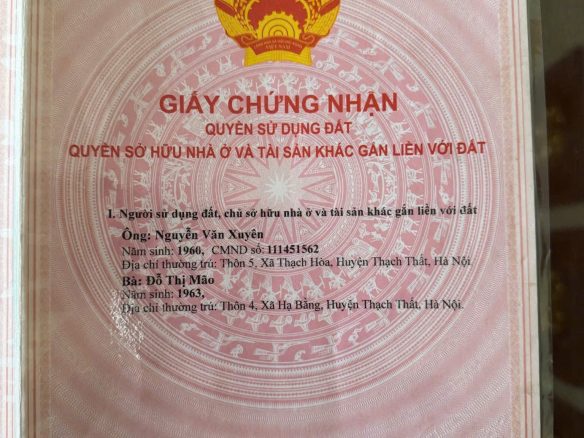 VIỆT NAM
GIẤY CHỨNG NHẬN
QUYỀN SỬ DỤNG ĐẤT
QUYỀN SỞ HỮU NHÀ Ở VÀ TÀI SẢN KHÁC GẮN LIỀN VỚI ĐẤT
I. Người sử dụng đất, chủ sở hữu nhà ở và tài sản khác gắn liền với đất
Ông: Nguyễn Văn Xuyên
Năm sinh: 1960, CMND số: 111451562
Địa chỉ thường trú: Thôn 5, Xã Thạch Hòa, Huyện Thạch Thất, Hà Nội.
Bà: Đỗ Thị Mão
Năm sinh: 1963,
Địa chỉ thường trú: Thôn 4, Xã Hạ Bằng, Huyện Thạch Thất, Hà Nội.